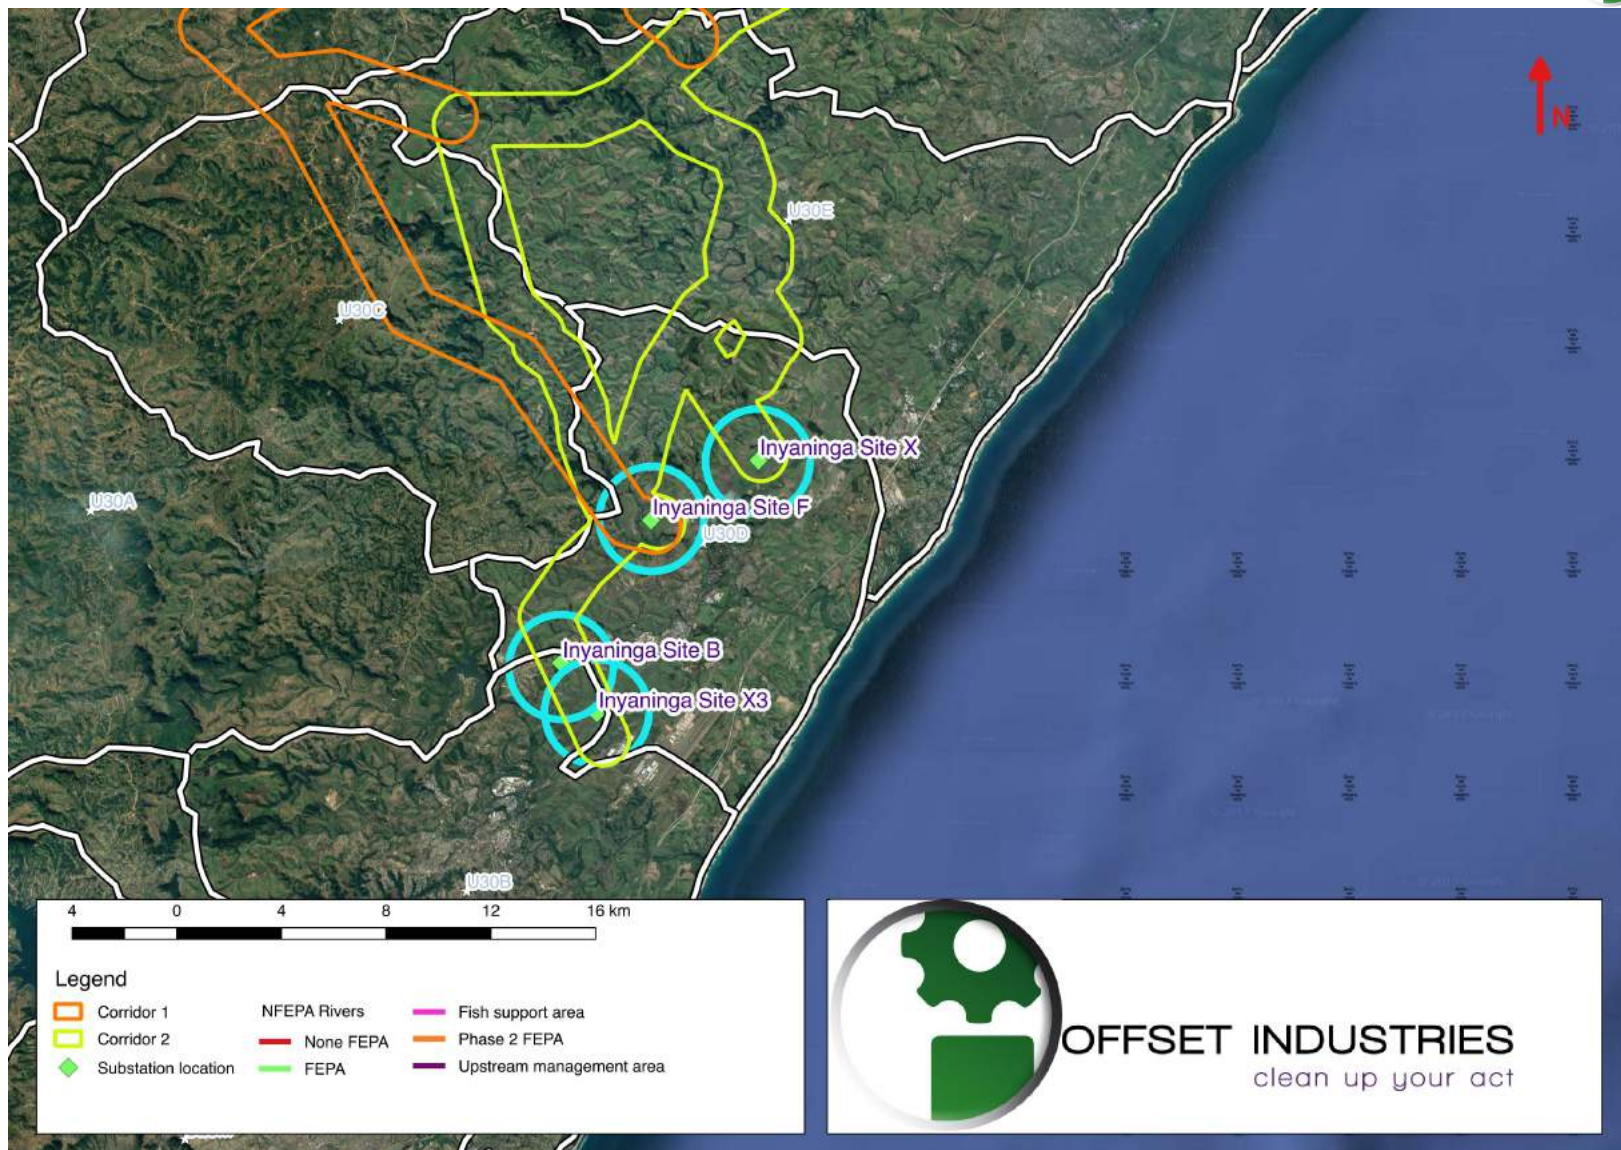 N
U30E
U30C
Inyaninga Site X
U30A
Inyaninga Site F
U30D
Inyaninga Site B
Inyaninga Site X3
U30B
4 0 4 8 12 16 km
Legend
Corridor 1
Corridor 2
Substation location
NFEPA Rivers
None FEPA
FEPA
Fish support area
Phase 2 FEPA
Upstream management area
OFFSET INDUSTRIES
clean up your act